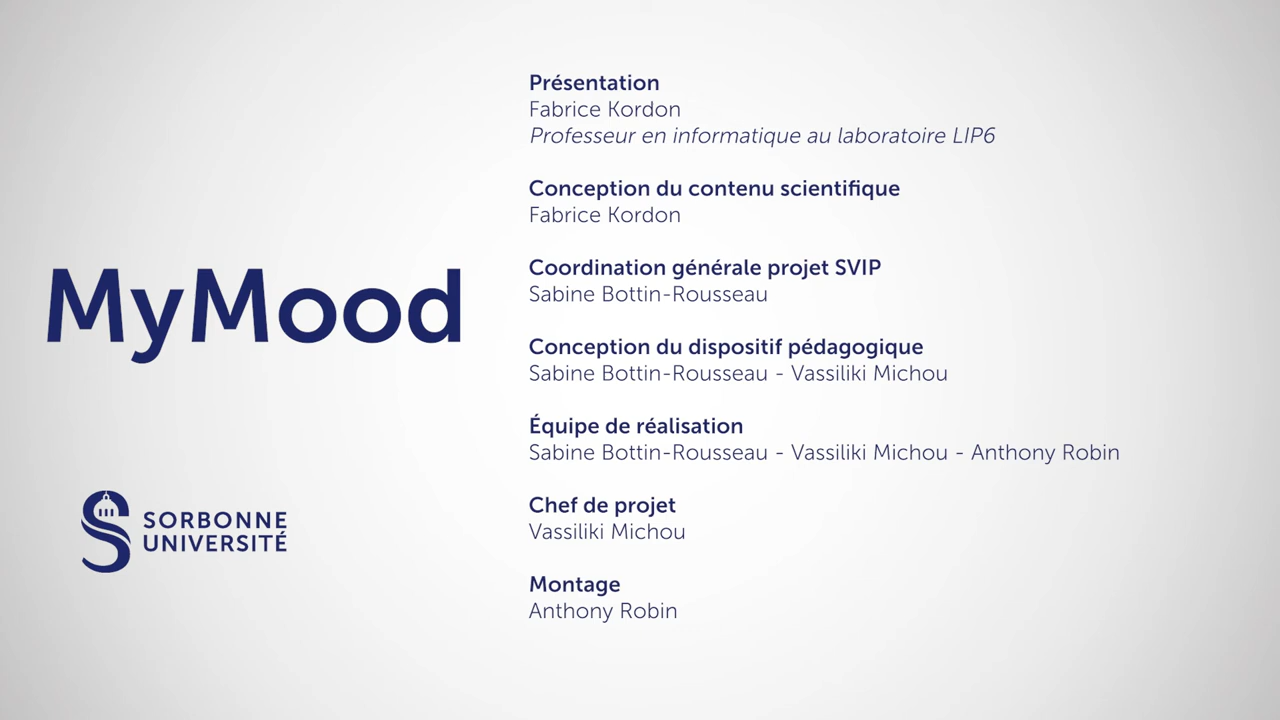 MyMood
SORBONNE
UNIVERSITÉ
Présentation
Fabrice Kordon
Professeur en informatique au laboratoire LIP6
Conception du contenu scientifique
Fabrice Kordon
Coordination générale projet SVIP
Sabine Bottin-Rousseau
Conception du dispositif pédagogique
Sabine Bottin-Rousseau - Vassiliki Michou
Équipe de réalisation
Sabine Bottin-Rousseau - Vassiliki Michou - Anthony Robin
Chef de projet
Vassiliki Michou
Montage
Anthony Robin